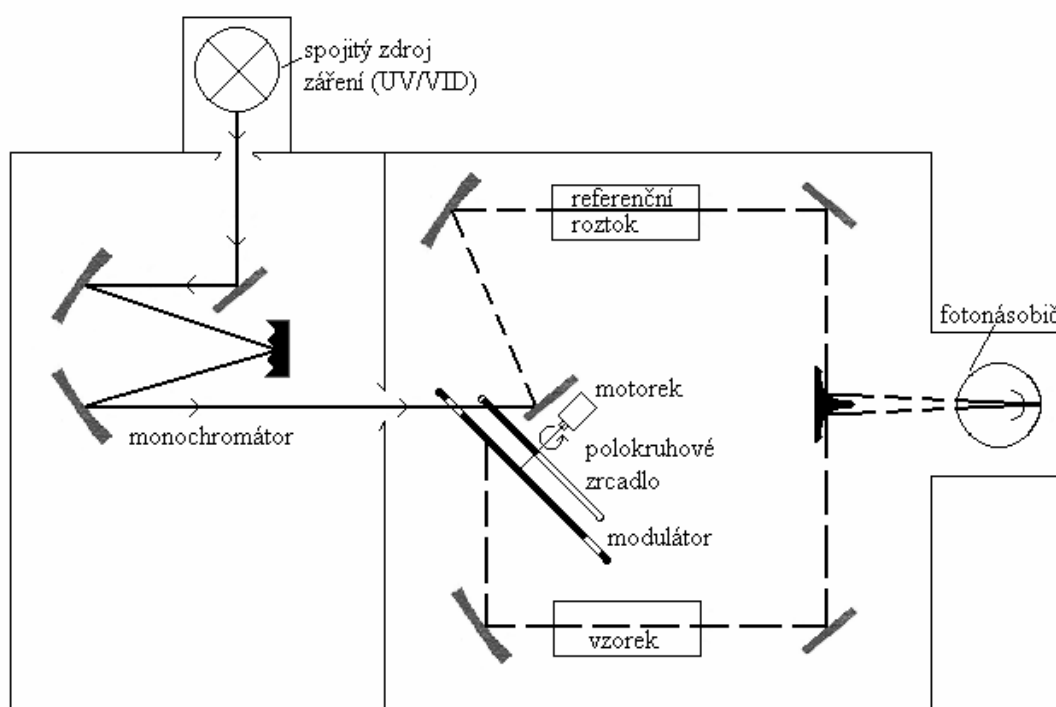 spojitý zdroj
záření (UV/VID)
referenční
roztok
fotonásobič
motorek
monochromátor
polokruhové
zrcadlo
modulátor
vzorek